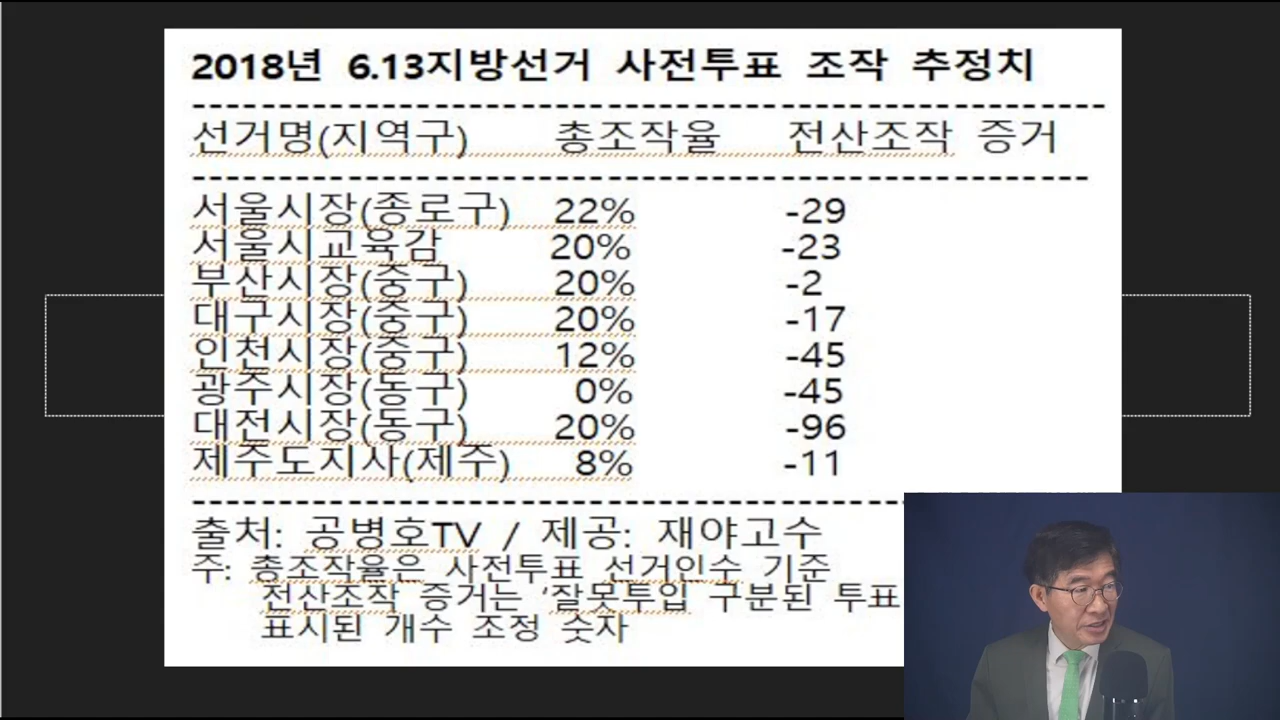 2018년 6.13지방선거 사전투표 조작 추정치
선거명(지역구) 총조작율 전산조작 증거
서울시장(종로구) 22% -29
서울시교육감 20% -23
부산시장(중구) 20% -2
대구시장(중구) 20% -17
인천시장(중구) 12% -45
광주시장(동구) 0% -45
대전시장(동구) 20% -96
제주도지사(제주) 8% -11
출처: 공병호TV / 제공: 재야고수
주: 총조작율은 사전투표 선거인수 기준
전산조작 증거는 '잘못투입 구분된 투표
표시된 개수 조정 숫자